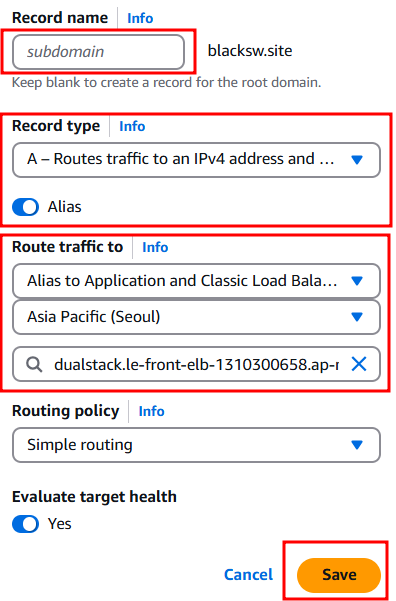 Record name Info
subdomain blacksw.site
Keep blank to create a record for the root domain.
Record type Info
A – Routes traffic to an IPv4 address and ...
Alias
Route traffic to Info
Alias to Application and Classic Load Bala...
Asia Pacific (Seoul)
dualstack.le-front-elb-1310300658.ap-
Routing policy Info
Simple routing
Evaluate target health
Yes
Cancel Save